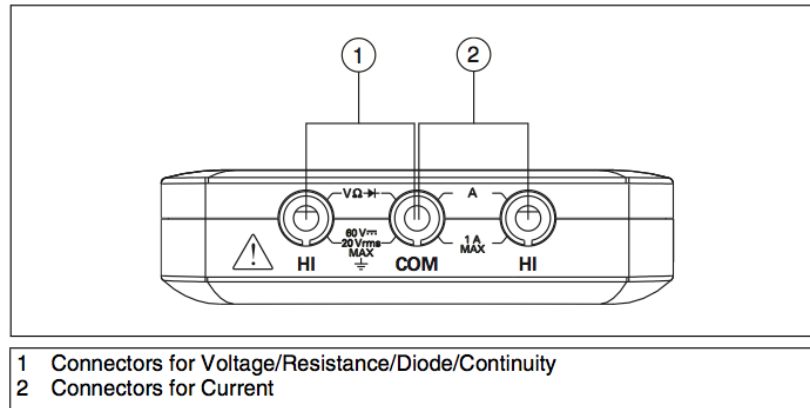 1 2
VΩ A
60 V 1 A
20 Vrms MAX
MAX
HI COM HI
1 Connectors for Voltage/Resistance/Diode/Continuity
2 Connectors for Current